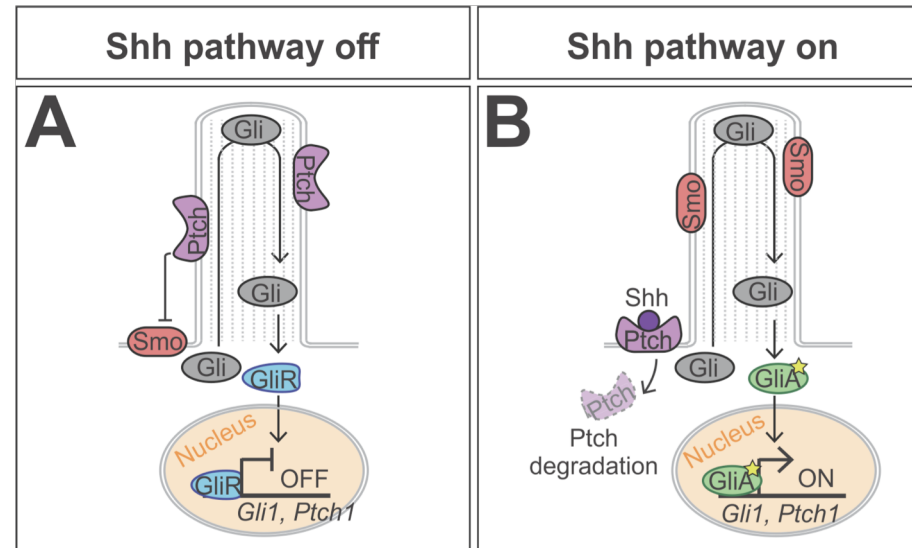 Shh pathway off
Shh pathway on
A
Gli
Ptch
Ptch
Gli
Smo
Gli
GliR
Nucleus
GliR
OFF
Gli1, Ptch1
B
Gli
Smo
Smo
Gli
Shh
Ptch
Gli
GliA
Ptch
Ptch
degradation
Nucleus
GliA
ON
Gli1, Ptch1